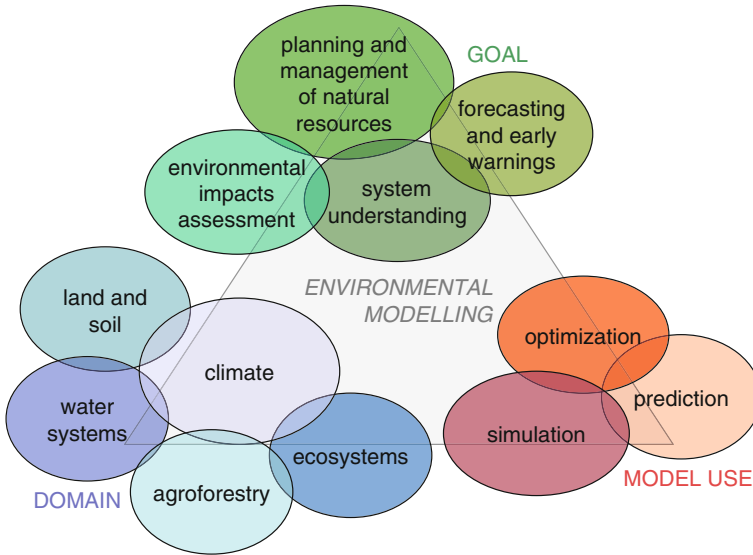 planning and
management
of natural
resources
GOAL
forecasting
and early
warnings
environmental
impacts
assessment
system
understanding
ENVIRONMENTAL
MODELLING
land and
soil
climate
water
systems
agroforestry
ecosystems
DOMAIN
optimization
prediction
simulation
MODEL USE